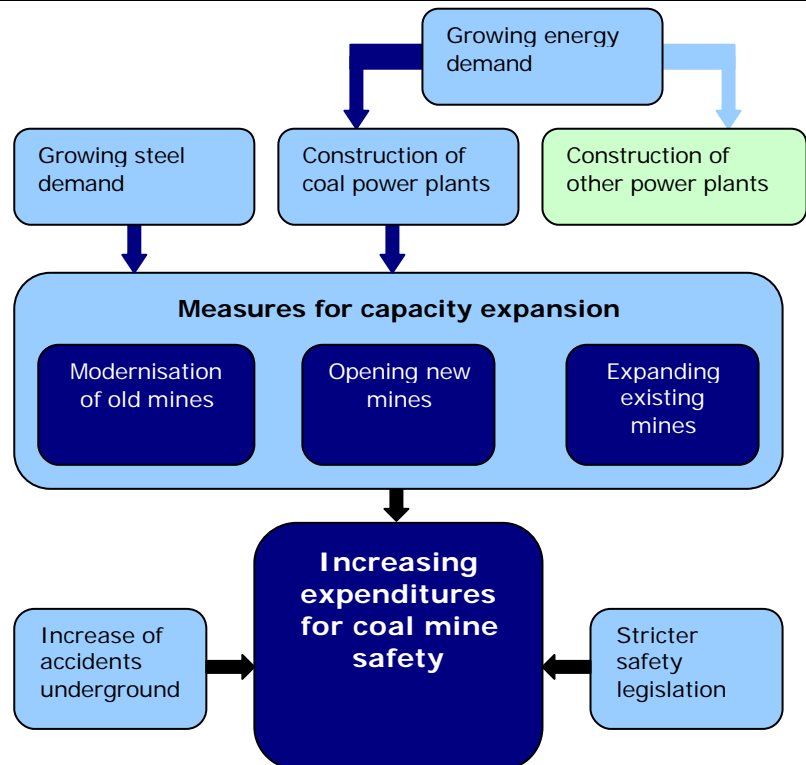 Growing energy
demand
Growing steel
demand
Construction of
coal power plants
Construction of
other power plants
Measures for capacity expansion
Modernisation
of old mines
Opening new
mines
Expanding
existing
mines
Increasing
expenditures
for coal mine
safety
Increase of
accidents
underground
Stricter
safety
legislation